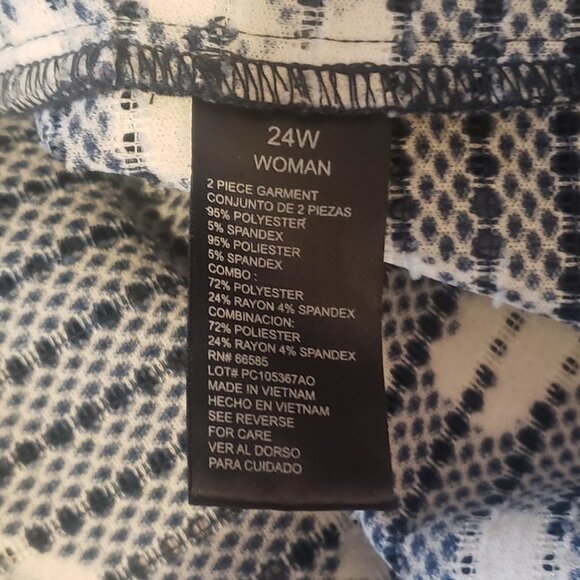 24W
WOMAN
2 PIECE GARMENT
CONJUNTO DE 2 PIEZAS
95% POLYESTER
5% SPANDEX
95% POLIESTER
5% SPANDEX
COMBO :
72% POLYESTER
24% RAYON 4% SPANDEX
COMBINACION:
72% POLIESTER
24% RAYON 4% SPANDEX
RN# 66585
LOT# PC105367AO
MADE IN VIETNAM
HECHO EN VIETNAM
SEE REVERSE
FOR CARE
VER AL DORSO
PARA CUIDADO